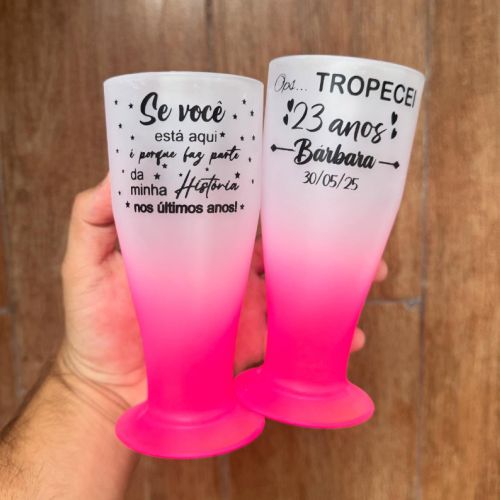 Se você
está aqui
é porque faz parte
da
minha História
nos últimos anos!
Ops... TROPECEI
23 anos
Bárbara
30/05/25